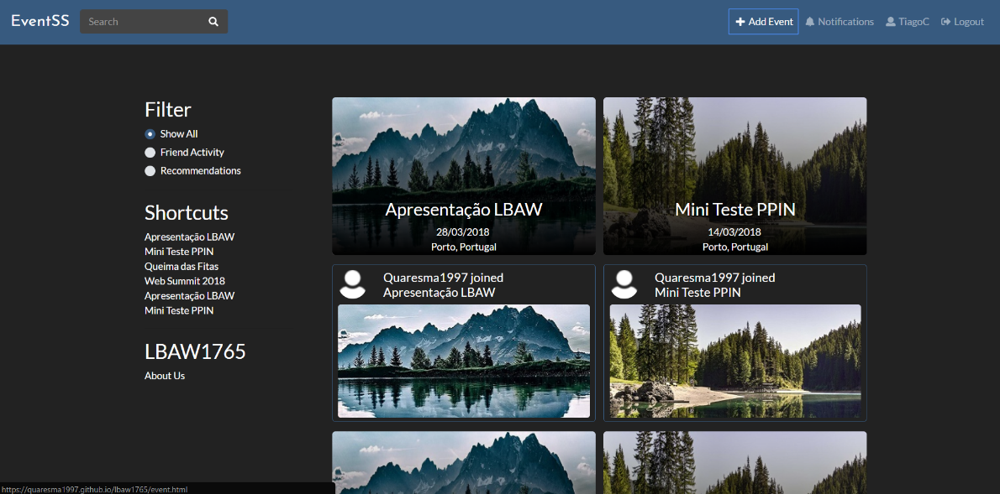 EventSS
Search
Add Event
Notifications
TiagoC
Logout
Filter
Show All
Friend Activity
Recommendations
Shortcuts
Apresentação LBAW
Mini Teste PPIN
Queima das Fitas
Web Summit 2018
Apresentação LBAW
Mini Teste PPIN
LBAW1765
About Us
Apresentação LBAW
28/03/2018
Porto, Portugal
Mini Teste PPIN
14/03/2018
Porto, Portugal
Quaresma1997 joined
Apresentação LBAW
Quaresma1997 joined
Mini Teste PPIN
https://quaresma1997.github.io/lbaw1765/event.html